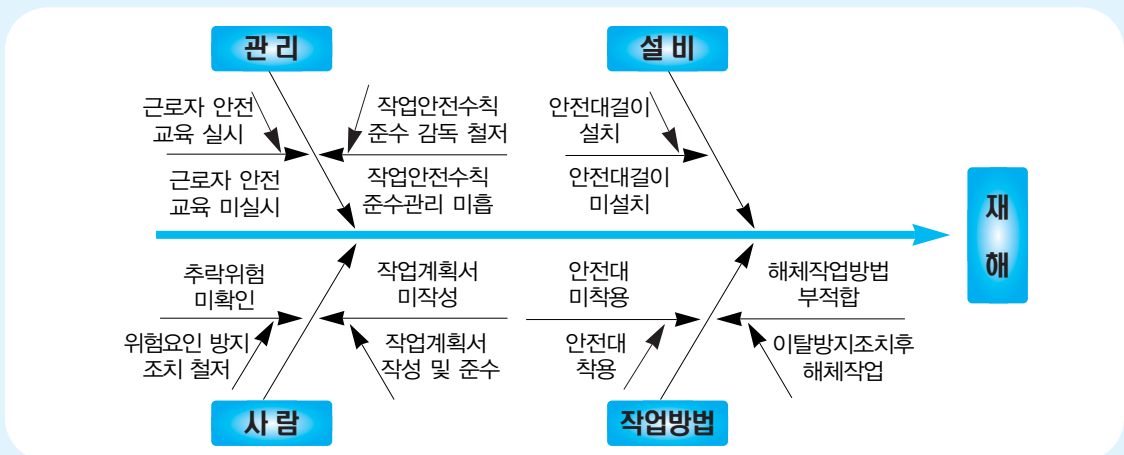 관 리
설 비
근로자 안전
교육 실시
작업안전수칙
준수 감독 철저
안전대걸이
설치
근로자 안전
교육 미실시
작업안전수칙
준수관리 미흡
안전대걸이
미설치
재
해
추락위험
미확인
작업계획서
미작성
안전대
미착용
해체작업방법
부적합
위험요인 방지
조치 철저
작업계획서
작성 및 준수
안전대
착용
이탈방지조치후
해체작업
사 람
작업방법